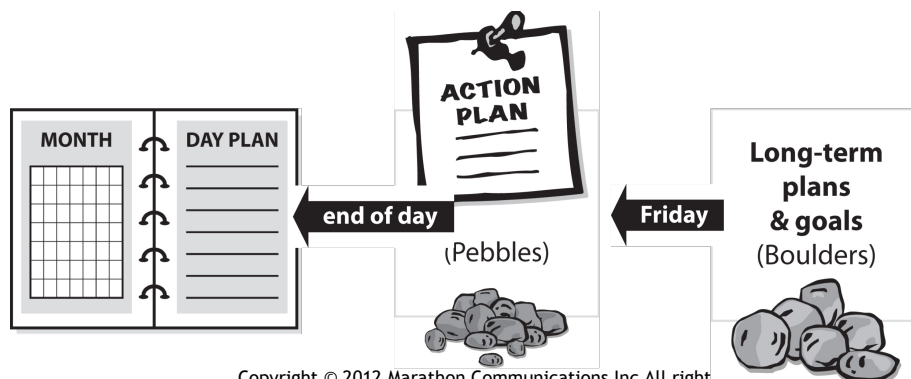 MONTH
DAY PLAN
end of day
ACTION
PLAN
(Pebbles)
Friday
Long-term
plans
& goals
(Boulders)
Copyright © 2012 Marathon Communications Inc All right